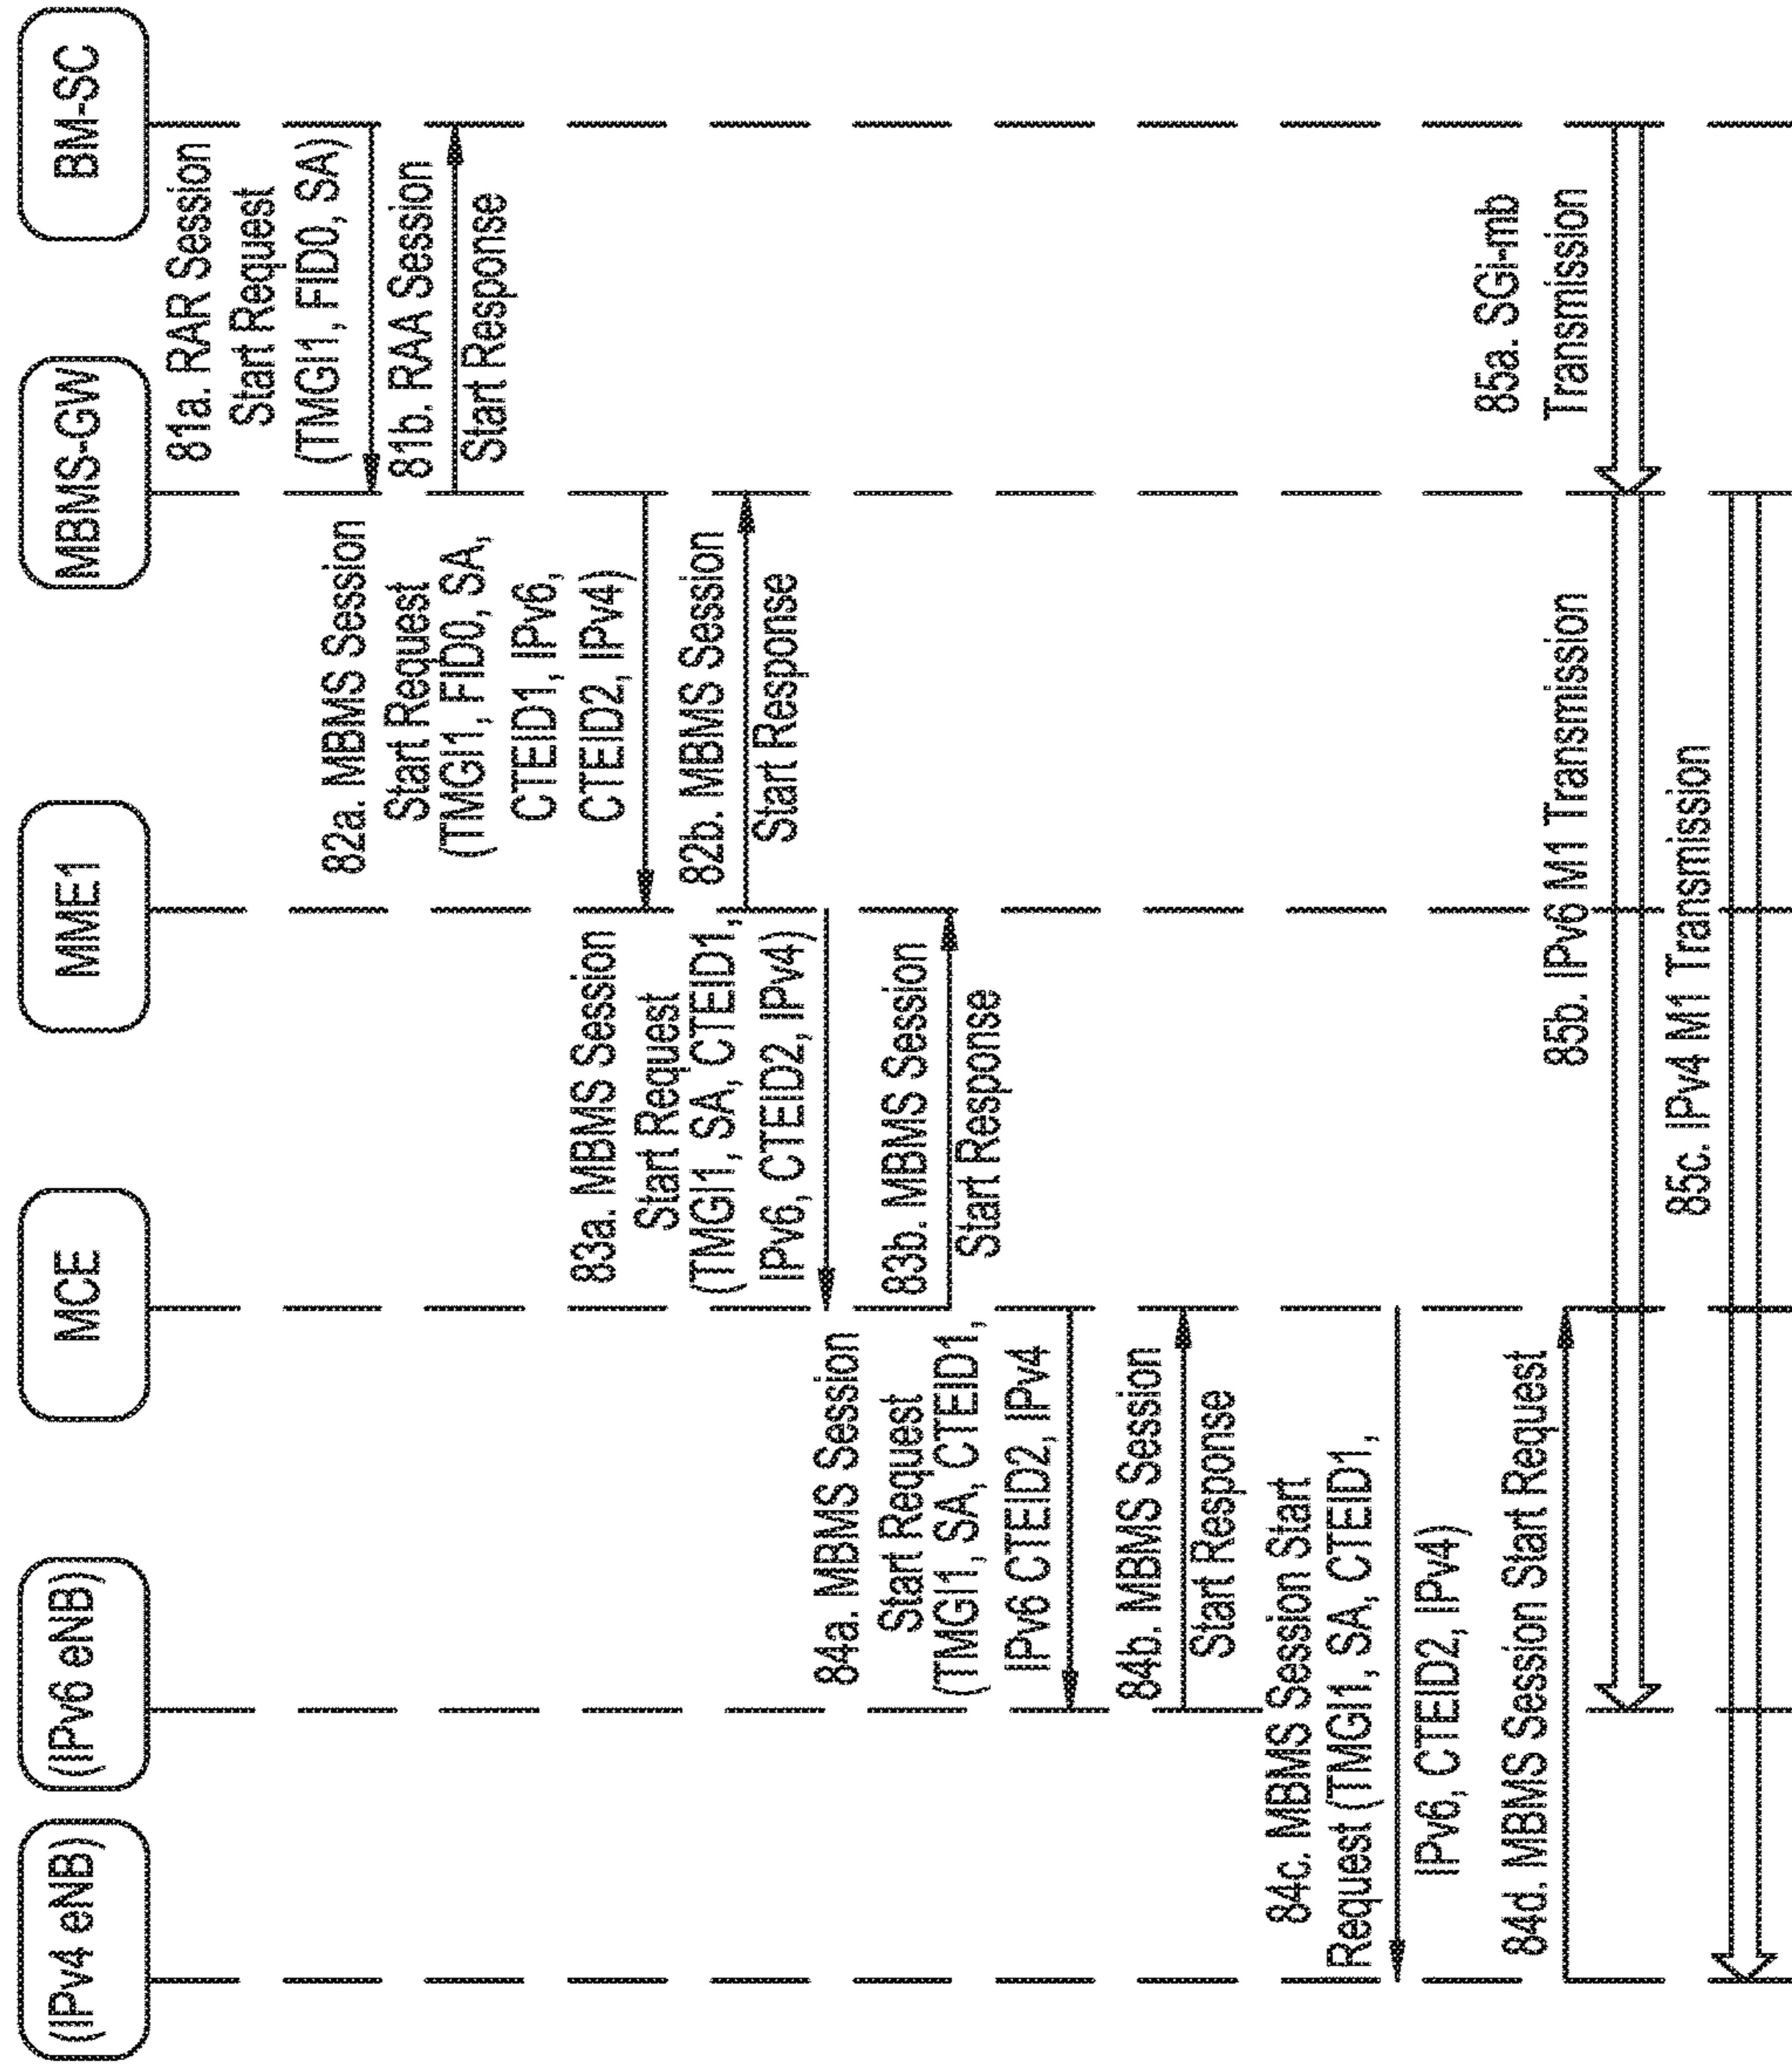 (IPv4 eNB)
(IPv6 eNB)
MCE
MME1
MBMS-GW
BM-SC
81a. RAR Session
Start Request
(TMGI1, FID0, SA)
81b. RAA Session
Start Response
82a. MBMS Session
Start Request
(TMGI1, FID0, SA,
CTEID1, IPv6,
CTEID2, IPv4)
82b. MBMS Session
Start Response
83a. MBMS Session
Start Request
(TMGI1, SA, CTEID1,
IPv6, CTEID2, IPv4)
83b. MBMS Session
Start Response
84a. MBMS Session
Start Request
(TMGI1, SA, CTEID1,
IPv6 CTEID2, IPv4
84b. MBMS Session
Start Response
84c. MBMS Session Start
Request (TMGI1, SA, CTEID1,
IPv6, CTEID2, IPv4)
84d. MBMS Session Start Request
85a. SGi-mb
Transmission
85b. IPv6 M1 Transmission
85c. IPv4 M1 Transmission